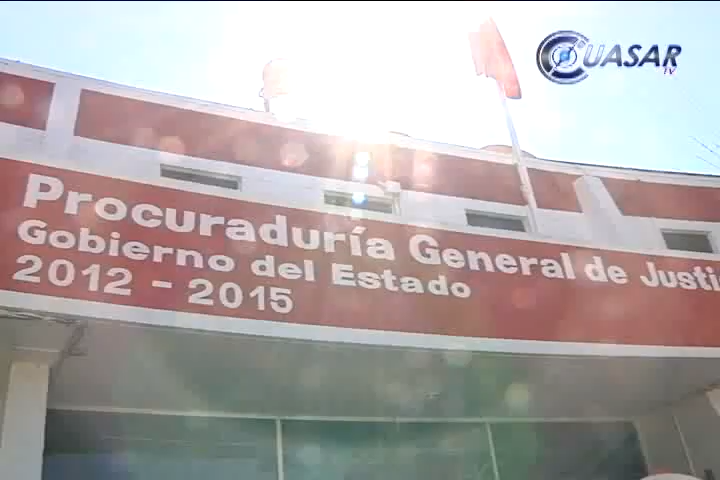 QUASAR
TV
Procuraduría General de Justi
Gobierno del Estado
2012 - 2015